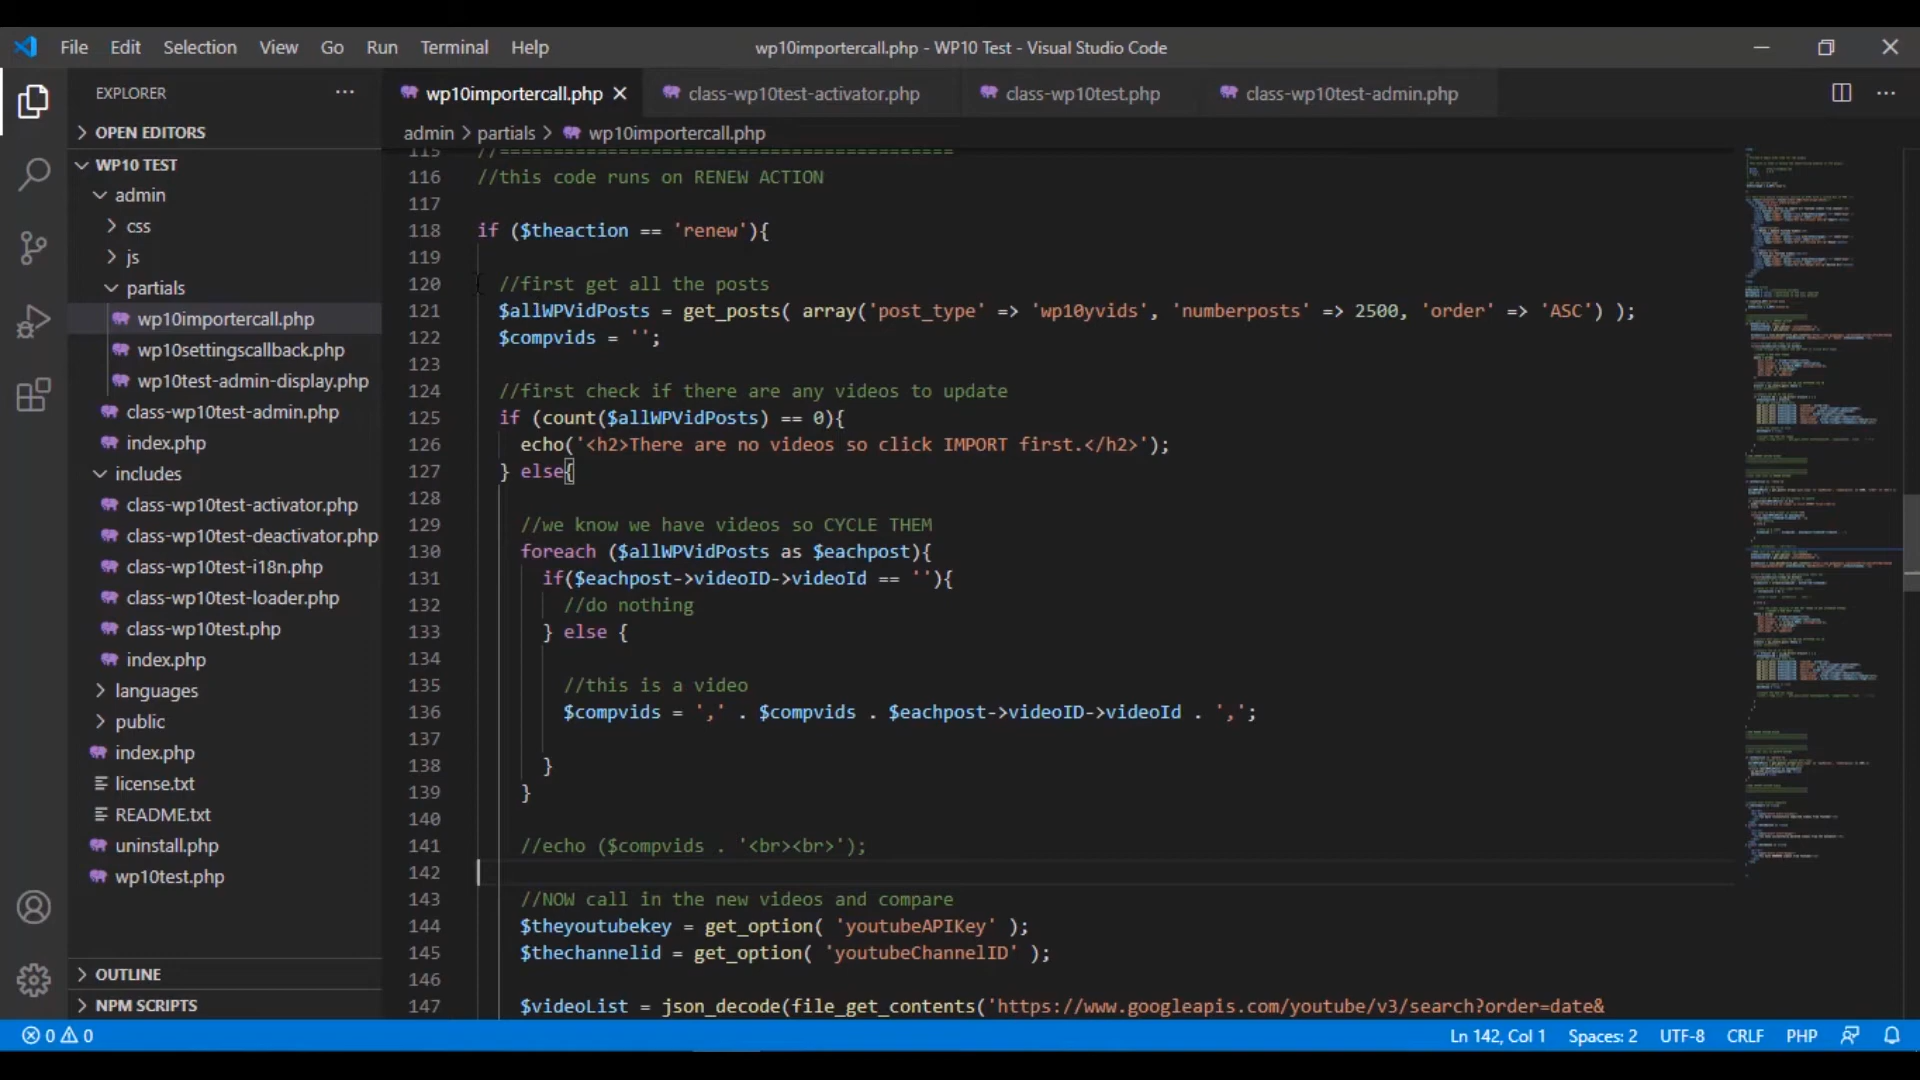 File Edit Selection View Go Run Terminal Help
wp10importercall.php - WP10 Test - Visual Studio Code
EXPLORER
OPEN EDITORS
WP10 TEST
admin
css
js
partials
wp10importercall.php
wp10settingscallback.php
wp10test-admin-display.php
class-wp10test-admin.php
index.php
includes
class-wp10test-activator.php
class-wp10test-deactivator.php
class-wp10test-i18n.php
class-wp10test-loader.php
class-wp10test.php
index.php
languages
public
index.php
license.txt
README.txt
uninstall.php
wp10test.php
OUTLINE
NPM SCRIPTS
wp10importercall.php class-wp10test-activator.php class-wp10test.php class-wp10test-admin.php
admin > partials > wp10importercall.php
115 //==========================================
116 //this code runs on RENEW ACTION
117
118 if ($theaction == 'renew'){
119
120 //first get all the posts
121 $allWPVidPosts = get_posts( array('post_type' => 'wp10yvids', 'numberposts' => 2500, 'order' => 'ASC') );
122 $compvids = '';
123
124 //first check if there are any videos to update
125 if (count($allWPVidPosts) == 0){
126 echo('<h2>There are no videos so click IMPORT first.</h2>');
127 } else{
128
129 //we know we have videos so CYCLE THEM
130 foreach ($allWPVidPosts as $eachpost){
131 if($eachpost->videoID->videoId == ''){
132 //do nothing
133 } else {
134
135 //this is a video
136 $compvids = ',' . $compvids . $eachpost->videoID->videoId . ',';
137
138 }
139 }
140
141 //echo ($compvids . '<br><br>');
142
143 //NOW call in the new videos and compare
144 $theyoutubekey = get_option( 'youtubeAPIKey' );
145 $thechannelid = get_option( 'youtubeChannelID' );
146
147 $videoList = json_decode(file_get_contents('https://www.googleapis.com/youtube/v3/search?order=date&
0 0
Ln 142, Col 1 Spaces: 2 UTF-8 CRLF PHP